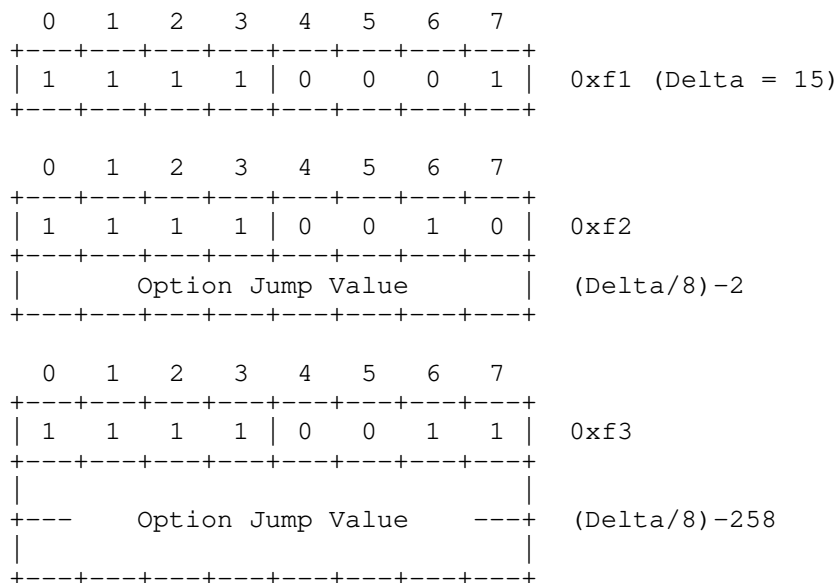 0   1   2   3   4   5   6   7
+---+---+---+---+---+---+---+---+
| 1   1   1   1 | 0   0   0   1 |  0xf1 (Delta = 15)
+---+---+---+---+---+---+---+---+

  0   1   2   3   4   5   6   7
+---+---+---+---+---+---+---+---+
| 1   1   1   1 | 0   0   1   0 |  0xf2
+---+---+---+---+---+---+---+---+
|       Option Jump Value       |  (Delta/8)-2
+---+---+---+---+---+---+---+---+

  0   1   2   3   4   5   6   7
+---+---+---+---+---+---+---+---+
| 1   1   1   1 | 0   0   1   1 |  0xf3
+---+---+---+---+---+---+---+---+
|                               |
+---    Option Jump Value    ---+  (Delta/8)-258
|                               |
+---+---+---+---+---+---+---+---+